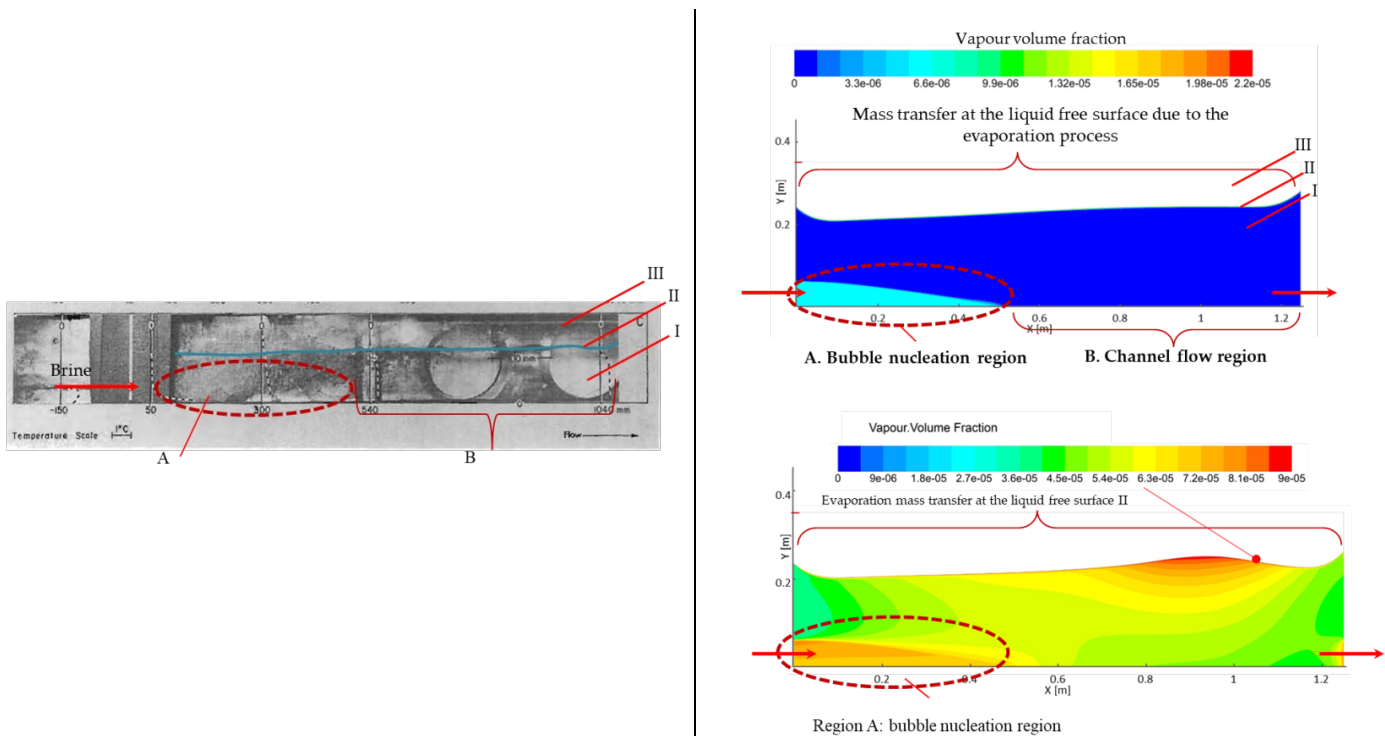 III
II
I
C
0
0
0
0
10 mm
Brine
0
-150
50
300
540
1040 mm
Temperature Scale 1°C
Flow
A
B
Vapour volume fraction
0
3.3e-06
6.6e-06
9.9e-06
1.32e-05
1.65e-05
1.98e-05
2.2e-05
Mass transfer at the liquid free surface due to the
evaporation process
0.4
III
II
I
Y [m]
0.2
0.2
0.4
0.6
0.8
1
1.2
X [m]
A. Bubble nucleation region
B. Channel flow region
Vapour.Volume Fraction
0
9e-06
1.8e-05
2.7e-05
3.6e-05
4.5e-05
5.4e-05
6.3e-05
7.2e-05
8.1e-05
9e-05
0.4
Evaporation mass transfer at the liquid free surface II
Y [m]
0.2
0.2
0.4
0.6
0.8
1
1.2
X [m]
Region A: bubble nucleation region